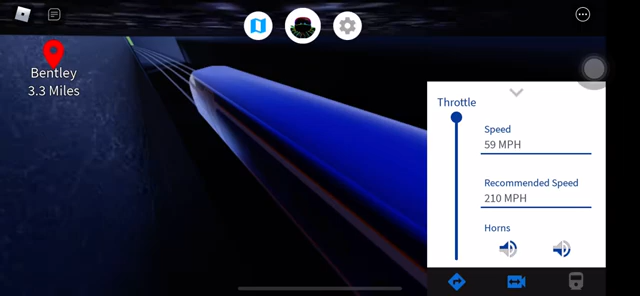 Bentley
3.3 Miles
Throttle
Speed
59 MPH
Recommended Speed
210 MPH
Horns